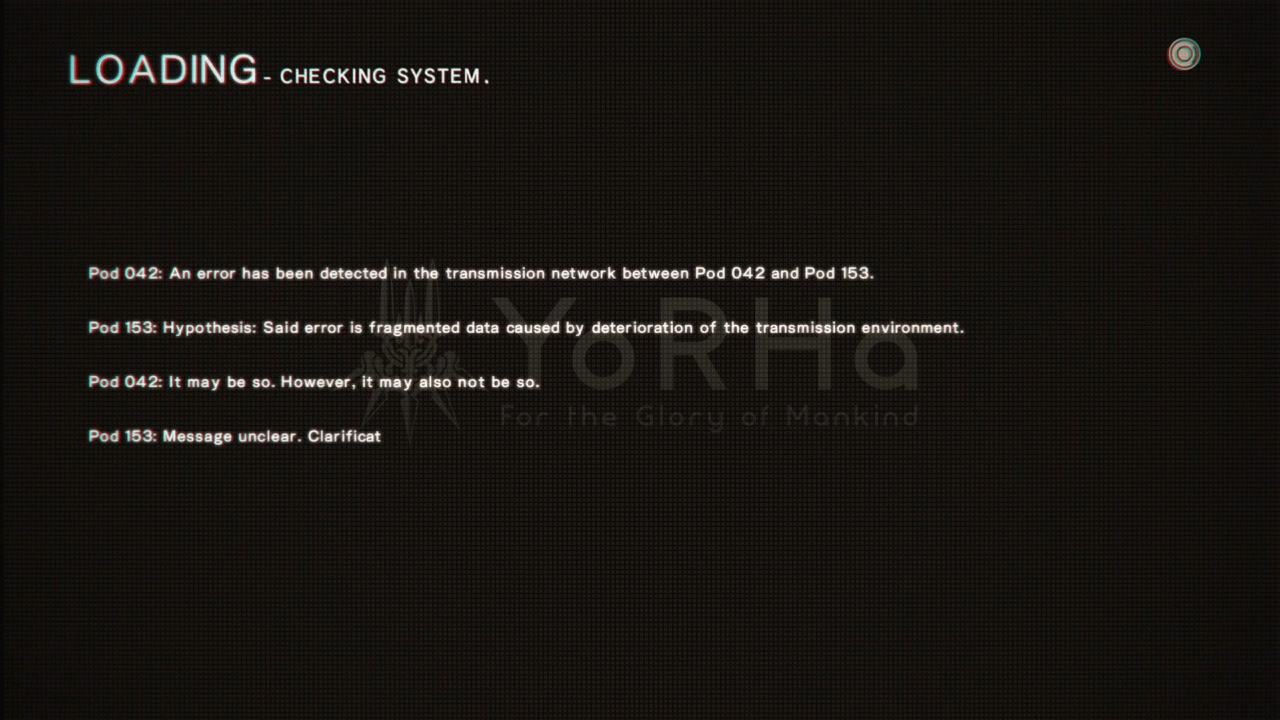 LOADING - CHECKING SYSTEM.
Pod 042: An error has been detected in the transmission network between Pod 042 and Pod 153.
Pod 153: Hypothesis: Said error is fragmented data caused by deterioration of the transmission environment.
YoRHa
Pod 042: It may be so. However, it may also not be so.
For the Glory of Mankind
Pod 153: Message unclear. Clarificat